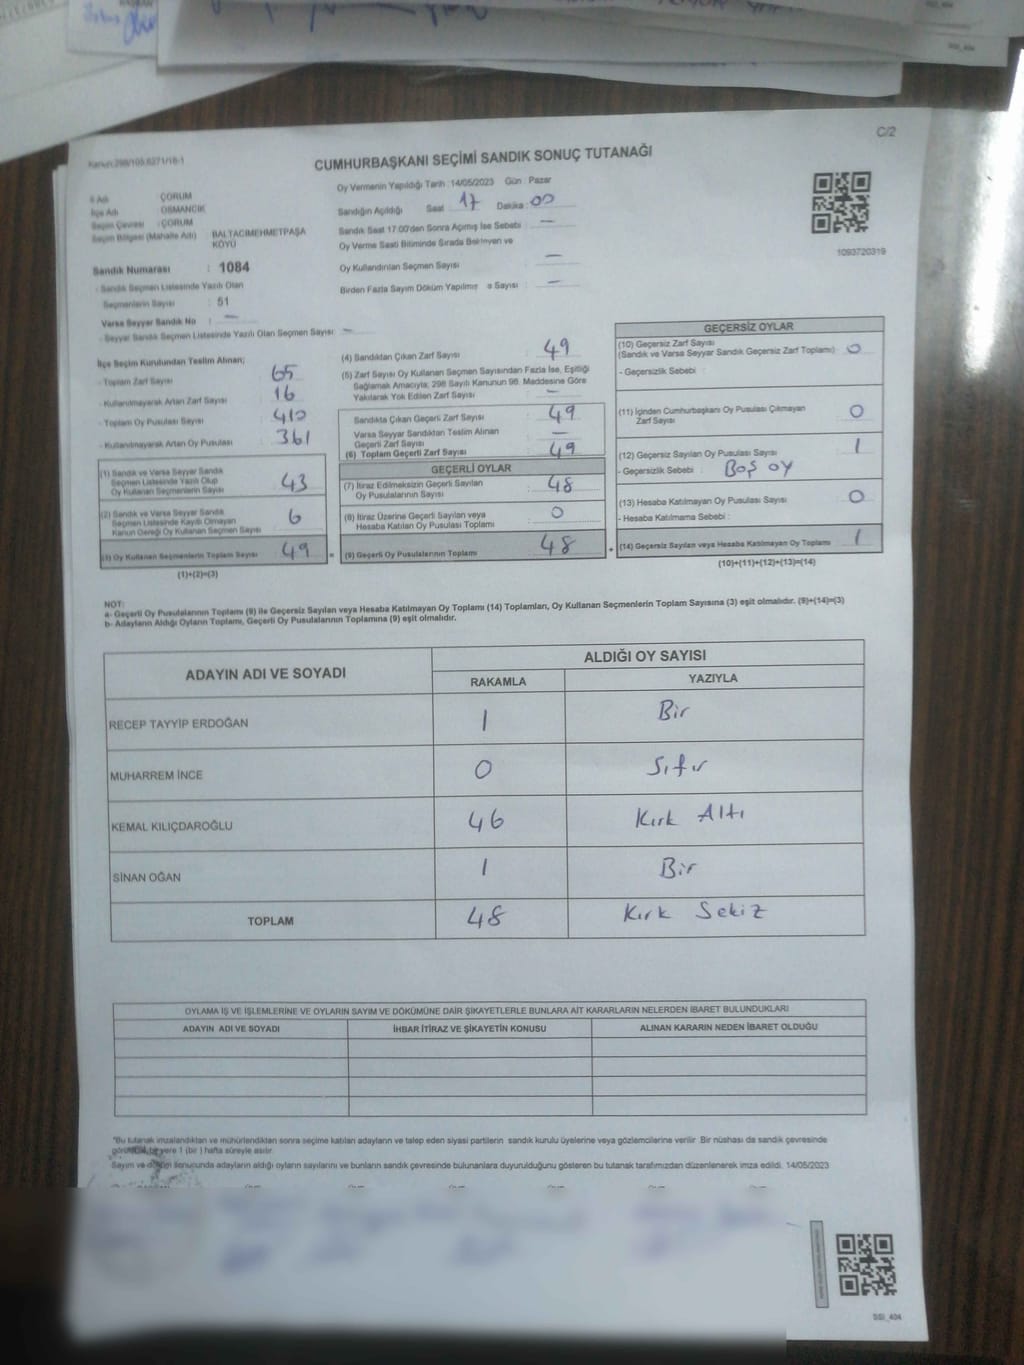 C/2
Kanun:298/105,6271/18-1
CUMHURBAŞKANI SEÇİMİ SANDIK SONUÇ TUTANAĞI
İl Adı ÇORUM
İlçe Adı OSMANCIK
Seçim Çevresi : ÇORUM
Seçim Bölgesi (Mahalle Adı) : BALTACIMEHMETPAŞA KÖYÜ
Sandık Numarası : 1084
- Sandık Seçmen Listesinde Yazılı Olan
Seçmenlerin Sayısı : 51
Varsa Seyyar Sandık No : —
- Seyyar Sandık Seçmen Listesinde Yazılı Olan Seçmen Sayısı : —
Oy Vermenin Yapıldığı Tarih : 14/05/2023 Gün : Pazar
Sandığın Açıldığı Saat : 17 Dakika : 00
Sandık Saat 17.00'den Sonra Açılmış İse Sebebi : —
Oy Verme Saati Bitiminde Sırada Bekleyen ve
Oy Kullandırılan Seçmen Sayısı : —
Birden Fazla Sayım Döküm Yapılmış Sayısı : —
1093720319
İlçe Seçim Kurulundan Teslim Alınan;
- Toplam Zarf Sayısı : 65
- Kullanılmayarak Artan Zarf Sayısı : 16
- Toplam Oy Pusulası Sayısı : 410
- Kullanılmayarak Artan Oy Pusulası : 361
(1) Sandık ve Varsa Seyyar Sandık
Seçmen Listesinde Yazılı Olup
Oy Kullanan Seçmenlerin Sayısı : 43
(2) Sandık ve Varsa Seyyar Sandık
Seçmen Listesinde Kayıtlı Olmayan
Kanun Gereği Oy Kullanan Seçmen Sayısı : 6
(3) Oy Kullanan Seçmenlerin Toplam Sayısı : 49 =
(1)+(2)=(3)
(4) Sandıktan Çıkan Zarf Sayısı : 49
(5) Zarf Sayısı Oy Kullanan Seçmen Sayısından Fazla İse, Eşitliği
Sağlamak Amacıyla; 298 Sayılı Kanunun 98. Maddesine Göre
Yakılarak Yok Edilen Zarf Sayısı : —
Sandıkta Çıkan Geçerli Zarf Sayısı : 49
Varsa Seyyar Sandıktan Teslim Alınan
Geçerli Zarf Sayısı : —
(6) Toplam Geçerli Zarf Sayısı : 49
GEÇERLİ OYLAR
(7) İtiraz Edilmeksizin Geçerli Sayılan
Oy Pusulalarının Sayısı : 48
(8) İtiraz Üzerine Geçerli Sayılan veya
Hesaba Katılan Oy Pusulası Toplamı : 0
(9) Geçerli Oy Pusulalarının Toplamı : 48 +
GEÇERSİZ OYLAR
(10) Geçersiz Zarf Sayısı
(Sandık ve Varsa Seyyar Sandık Geçersiz Zarf Toplamı) : 0
- Geçersizlik Sebebi :
(11) İçinden Cumhurbaşkanı Oy Pusulası Çıkmayan
Zarf Sayısı : 0
(12) Geçersiz Sayılan Oy Pusulası Sayısı : 1
- Geçersizlik Sebebi : Boş oy
(13) Hesaba Katılmayan Oy Pusulası Sayısı : 0
- Hesaba Katılmama Sebebi :
(14) Geçersiz Sayılan veya Hesaba Katılmayan Oy Toplamı : 1
(10)+(11)+(12)+(13)=(14)
NOT:
a- Geçerli Oy Pusulalarının Toplamı (9) ile Geçersiz Sayılan veya Hesaba Katılmayan Oy Toplamı (14) Toplamları, Oy Kullanan Seçmenlerin Toplam Sayısına (3) eşit olmalıdır. (9)+(14)=(3)
b- Adayların Aldığı Oyların Toplamı, Geçerli Oy Pusulalarının Toplamına (9) eşit olmalıdır.
ADAYIN ADI VE SOYADI ALDIĞI OY SAYISI
RAKAMLA YAZIYLA
RECEP TAYYİP ERDOĞAN 1 Bir
MUHARREM İNCE 0 Sıfır
KEMAL KILIÇDAROĞLU 46 Kırk Altı
SİNAN OĞAN 1 Bir
TOPLAM 48 Kırk Sekiz
OYLAMA İŞ VE İŞLEMLERİNE VE OYLARIN SAYIM VE DÖKÜMÜNE DAİR ŞİKAYETLERLE BUNLARA AİT KARARLARIN NELERDEN İBARET BULUNDUKLARI
ADAYIN ADI VE SOYADI İHBAR İTİRAZ VE ŞİKAYETİN KONUSU ALINAN KARARIN NEDEN İBARET OLDUĞU
*Bu tutanak imzalandıktan ve mühürlendikten sonra seçime katılan adayların ve talep eden siyasi partilerin sandık kurulu üyelerine veya gözlemcilerine verilir. Bir nüshası da sandık çevresinde
bir yere 1 (bir) hafta süreyle asılır.
Sayım ve döküm sonucunda adayların aldığı oyların sayılarını ve bunların sandık çevresinde bulunanlara duyurulduğunu gösteren bu tutanak tarafımızdan düzenlenerek imza edildi. 14/05/2023
SSI_404